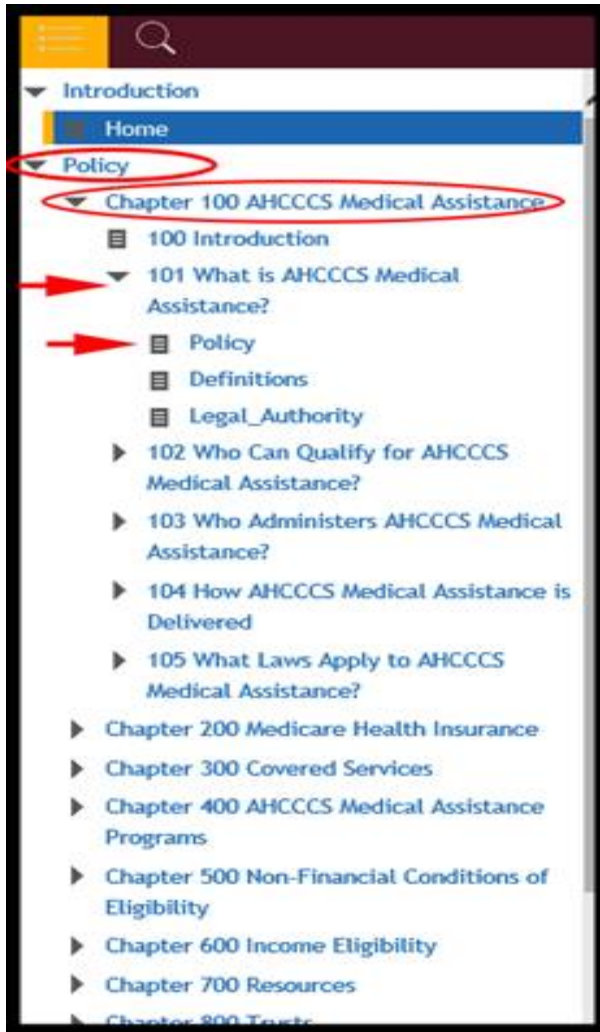 Introduction
Home
Policy
Chapter 100 AHCCCS Medical Assistance
100 Introduction
101 What is AHCCCS Medical
Assistance?
Policy
Definitions
Legal_Authority
102 Who Can Qualify for AHCCCS
Medical Assistance?
103 Who Administers AHCCCS Medical
Assistance?
104 How AHCCCS Medical Assistance is
Delivered
105 What Laws Apply to AHCCCS
Medical Assistance?
Chapter 200 Medicare Health Insurance
Chapter 300 Covered Services
Chapter 400 AHCCCS Medical Assistance
Programs
Chapter 500 Non-Financial Conditions of
Eligibility
Chapter 600 Income Eligibility
Chapter 700 Resources
Chapter 800 Trusts